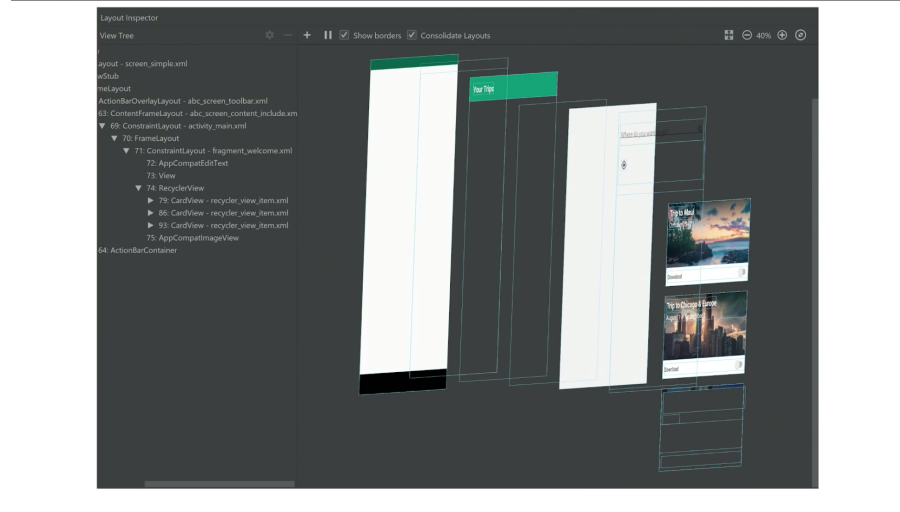 Layout Inspector
View Tree
Show borders
Consolidate Layouts
40%
ayout - screen_simple.xml
wStub
meLayout
ActionBarOverlayLayout - abc_screen_toolbar.xml
63: ContentFrameLayout - abc_screen_content_include.xm
69: ConstraintLayout - activity_main.xml
70: FrameLayout
71: ConstraintLayout - fragment_welcome.xml
72: AppCompatEditText
73: View
74: RecyclerView
79: CardView - recycler_view_item.xml
86: CardView - recycler_view_item.xml
93: CardView - recycler_view_item.xml
75: AppCompatImageView
64: ActionBarContainer
Your Trips
Where do you want
Trip to Maui
Download
Trip to Chicago & Europe
Download